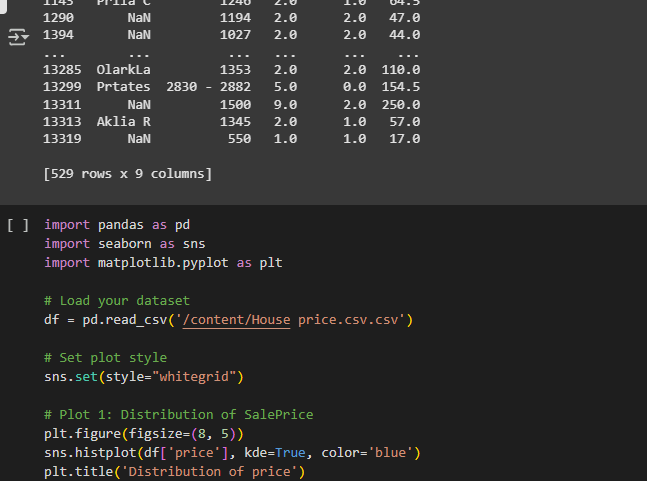 1143 Prlla C 1246 2.0 1.0 64.5
1290 NaN 1194 2.0 2.0 47.0
1394 NaN 1027 2.0 2.0 44.0
... ... ... ... ... ...
13285 OlarkLa 1353 2.0 2.0 110.0
13299 Prtates 2830 - 2882 5.0 0.0 154.5
13311 NaN 1500 9.0 2.0 250.0
13313 Aklia R 1345 2.0 1.0 57.0
13319 NaN 550 1.0 1.0 17.0
[529 rows x 9 columns]
[ ] import pandas as pd
import seaborn as sns
import matplotlib.pyplot as plt
# Load your dataset
df = pd.read_csv('/content/House price.csv.csv')
# Set plot style
sns.set(style="whitegrid")
# Plot 1: Distribution of SalePrice
plt.figure(figsize=(8, 5))
sns.histplot(df['price'], kde=True, color='blue')
plt.title('Distribution of price')